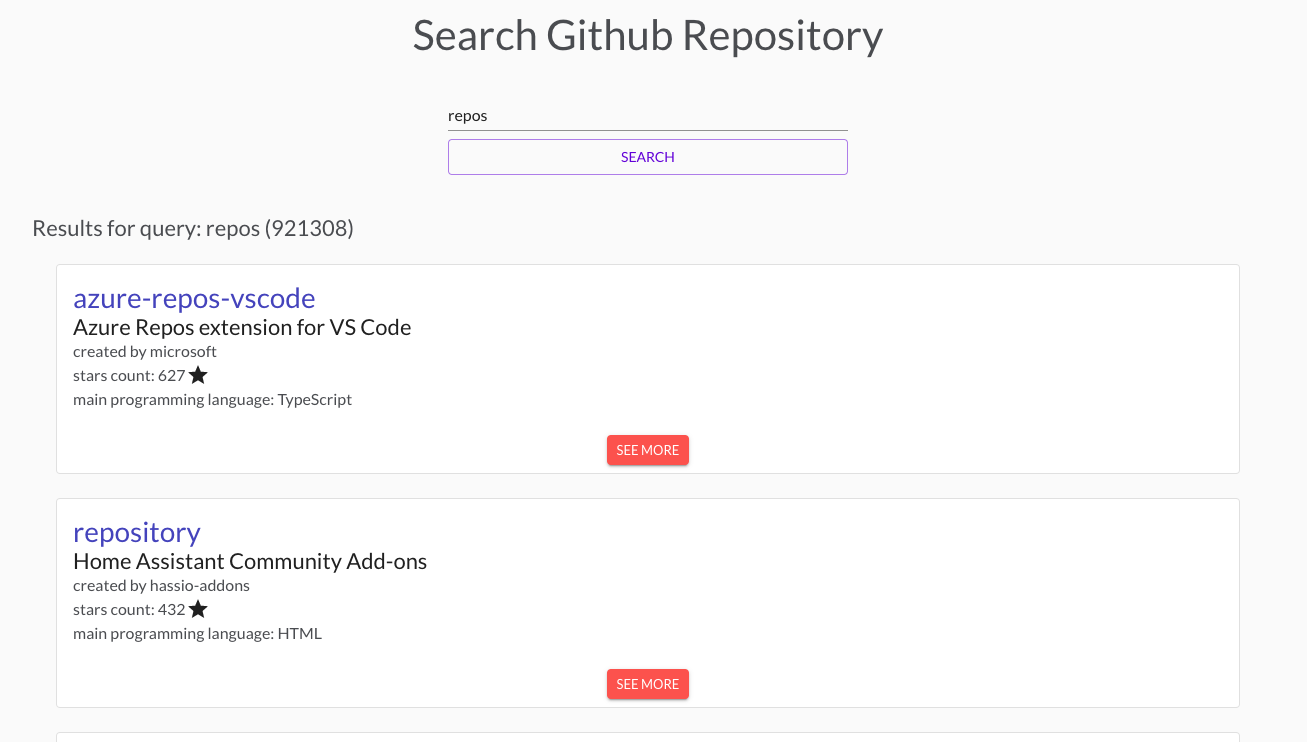 Search Github Repository
repos
SEARCH
Results for query: repos (921308)
azure-repos-vscode
Azure Repos extension for VS Code
created by microsoft
stars count: 627
main programming language: TypeScript
SEE MORE
repository
Home Assistant Community Add-ons
created by hassio-addons
stars count: 432
main programming language: HTML
SEE MORE